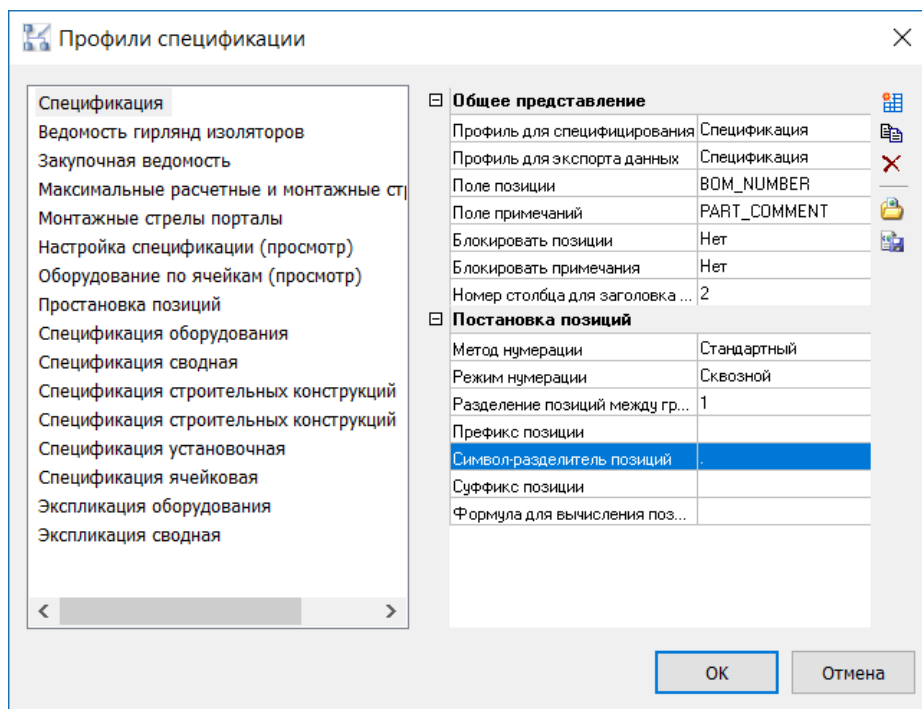 Профили спецификации
Спецификация
Ведомость гирлянд изоляторов
Закупочная ведомость
Максимальные расчетные и монтажные стр
Монтажные стрелы порталы
Настройка спецификации (просмотр)
Оборудование по ячейкам (просмотр)
Простановка позиций
Спецификация оборудования
Спецификация сводная
Спецификация строительных конструкций
Спецификация строительных конструкций
Спецификация установочная
Спецификация ячейковая
Экспликация оборудования
Экспликация сводная
Общее представление
Профиль для специфицирования Спецификация
Профиль для экспорта данных Спецификация
Поле позиции BOM_NUMBER
Поле примечаний PART_COMMENT
Блокировать позиции Нет
Блокировать примечания Нет
Номер столбца для заголовка ... 2
Постановка позиций
Метод нумерации Стандартный
Режим нумерации Сквозной
Разделение позиций между гр... 1
Префикс позиции
Символ-разделитель позиций .
Суффикс позиции
Формула для вычисления поз...
ОК Отмена